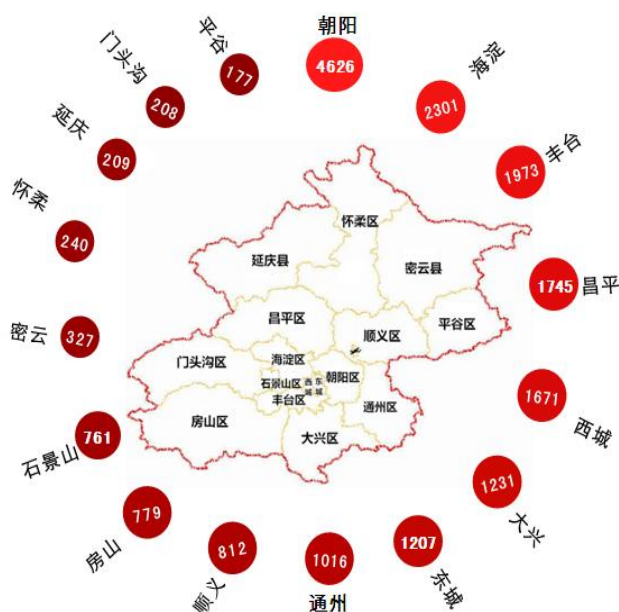 朝阳
4626
海淀
2301
丰台
1973
昌平
1745
西城
1671
大兴
1231
东城
1207
通州
1016
顺义
812
房山
779
石景山
761
密云
327
怀柔
240
延庆
209
门头沟
208
平谷
177
怀柔区
延庆县
密云县
昌平区
顺义区
平谷区
门头沟区
海淀区
石景山区
西城
东城
朝阳区
丰台区
通州区
房山区
大兴区